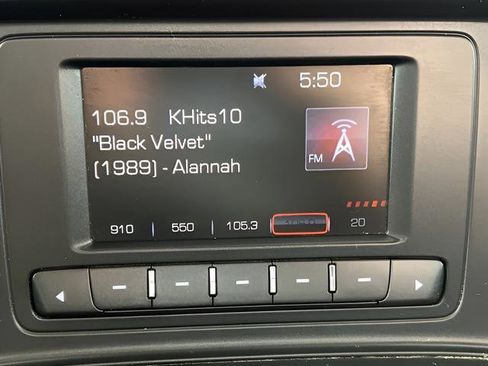 5:50
106.9 KHits10
"Black Velvet"
(1989) - Alannah
FM
910 550 105.3 20